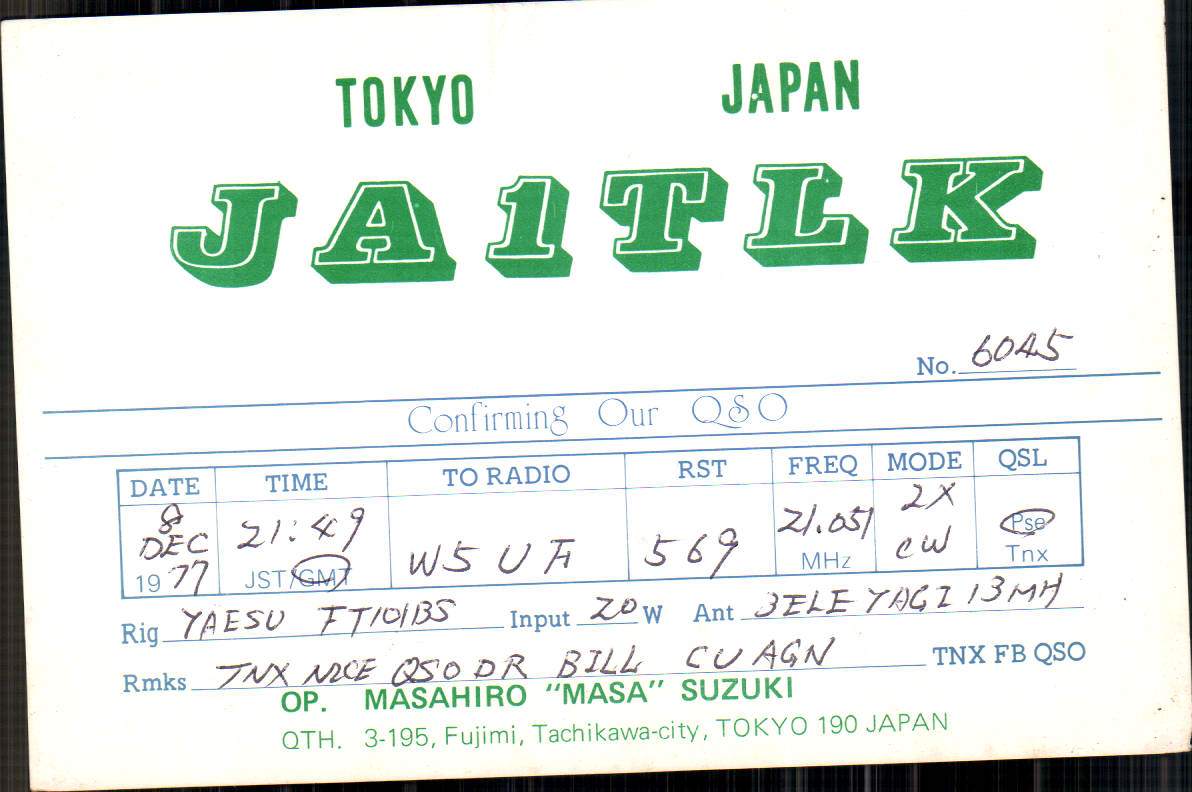 TOKYO JAPAN
JA1TLK
No. 6045
Confirming Our QSO
DATE TIME TO RADIO RST FREQ MODE QSL
8 DEC 1977 21:49 JST/GMT W5UF 569 21.051 MHz 2X CW Pse Tnx
Rig YAESU FT101BS Input 20 W Ant 3ELE YAGI 13MH
Rmks TNX NICE QSO DR BILL CU AGN TNX FB QSO
OP. MASAHIRO "MASA" SUZUKI
QTH. 3-195, Fujimi, Tachikawa-city, TOKYO 190 JAPAN